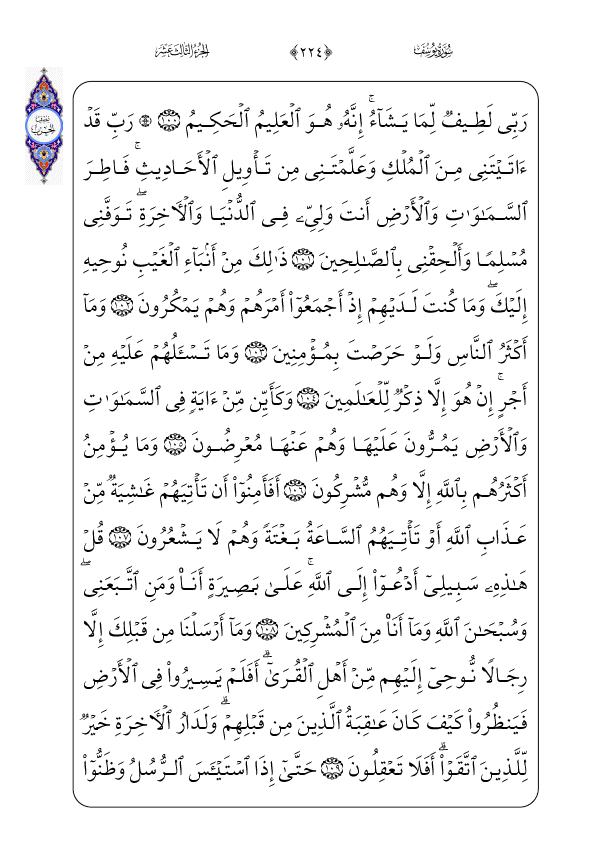 سُورَةُ يُوسُفَ ﴿٢٢٤﴾ الجُزْءُ الثَّالِثَ عَشَرَ
نِصْفُ الحِزْبِ
رَبِّي لَطِيفٌ لِّمَا يَشَآءُۚ إِنَّهُۥ هُوَ ٱلْعَلِيمُ ٱلْحَكِيمُ ١٠٠ ۞ رَبِّ قَدْ
ءَاتَيْتَنِي مِنَ ٱلْمُلْكِ وَعَلَّمْتَنِي مِن تَأْوِيلِ ٱلْأَحَادِيثِۚ فَاطِرَ
ٱلسَّمَٰوَٰتِ وَٱلْأَرْضِ أَنتَ وَلِيِّۦ فِي ٱلدُّنْيَا وَٱلْأٓخِرَةِۖ تَوَفَّنِي
مُسْلِمًا وَأَلْحِقْنِي بِٱلصَّٰلِحِينَ ١٠١ ذَٰلِكَ مِنْ أَنۢبَآءِ ٱلْغَيْبِ نُوحِيهِ
إِلَيْكَۖ وَمَا كُنتَ لَدَيْهِمْ إِذْ أَجْمَعُوٓا۟ أَمْرَهُمْ وَهُمْ يَمْكُرُونَ ١٠٢ وَمَآ
أَكْثَرُ ٱلنَّاسِ وَلَوْ حَرَصْتَ بِمُؤْمِنِينَ ١٠٣ وَمَا تَسْـَٔلُهُمْ عَلَيْهِ مِنْ
أَجْرٍۚ إِنْ هُوَ إِلَّا ذِكْرٌ لِّلْعَٰلَمِينَ ١٠٤ وَكَأَيِّن مِّنْ ءَايَةٍ فِي ٱلسَّمَٰوَٰتِ
وَٱلْأَرْضِ يَمُرُّونَ عَلَيْهَا وَهُمْ عَنْهَا مُعْرِضُونَ ١٠٥ وَمَا يُؤْمِنُ
أَكْثَرُهُم بِٱللَّهِ إِلَّا وَهُم مُّشْرِكُونَ ١٠٦ أَفَأَمِنُوٓا۟ أَن تَأْتِيَهُمْ غَٰشِيَةٌ مِّنْ
عَذَابِ ٱللَّهِ أَوْ تَأْتِيَهُمُ ٱلسَّاعَةُ بَغْتَةً وَهُمْ لَا يَشْعُرُونَ ١٠٧ قُلْ
هَٰذِهِۦ سَبِيلِيٓ أَدْعُوٓا۟ إِلَى ٱللَّهِۚ عَلَىٰ بَصِيرَةٍ أَنَا۠ وَمَنِ ٱتَّبَعَنِيۖ
وَسُبْحَٰنَ ٱللَّهِ وَمَآ أَنَا۠ مِنَ ٱلْمُشْرِكِينَ ١٠٨ وَمَآ أَرْسَلْنَا مِن قَبْلِكَ إِلَّا
رِجَالًا نُّوحِيٓ إِلَيْهِم مِّنْ أَهْلِ ٱلْقُرَىٰٓۗ أَفَلَمْ يَسِيرُوا۟ فِي ٱلْأَرْضِ
فَيَنظُرُوا۟ كَيْفَ كَانَ عَٰقِبَةُ ٱلَّذِينَ مِن قَبْلِهِمْۗ وَلَدَارُ ٱلْأٓخِرَةِ خَيْرٌ
لِّلَّذِينَ ٱتَّقَوْا۟ۗ أَفَلَا تَعْقِلُونَ ١٠٩ حَتَّىٰٓ إِذَا ٱسْتَيْـَٔسَ ٱلرُّسُلُ وَظَنُّوٓا۟